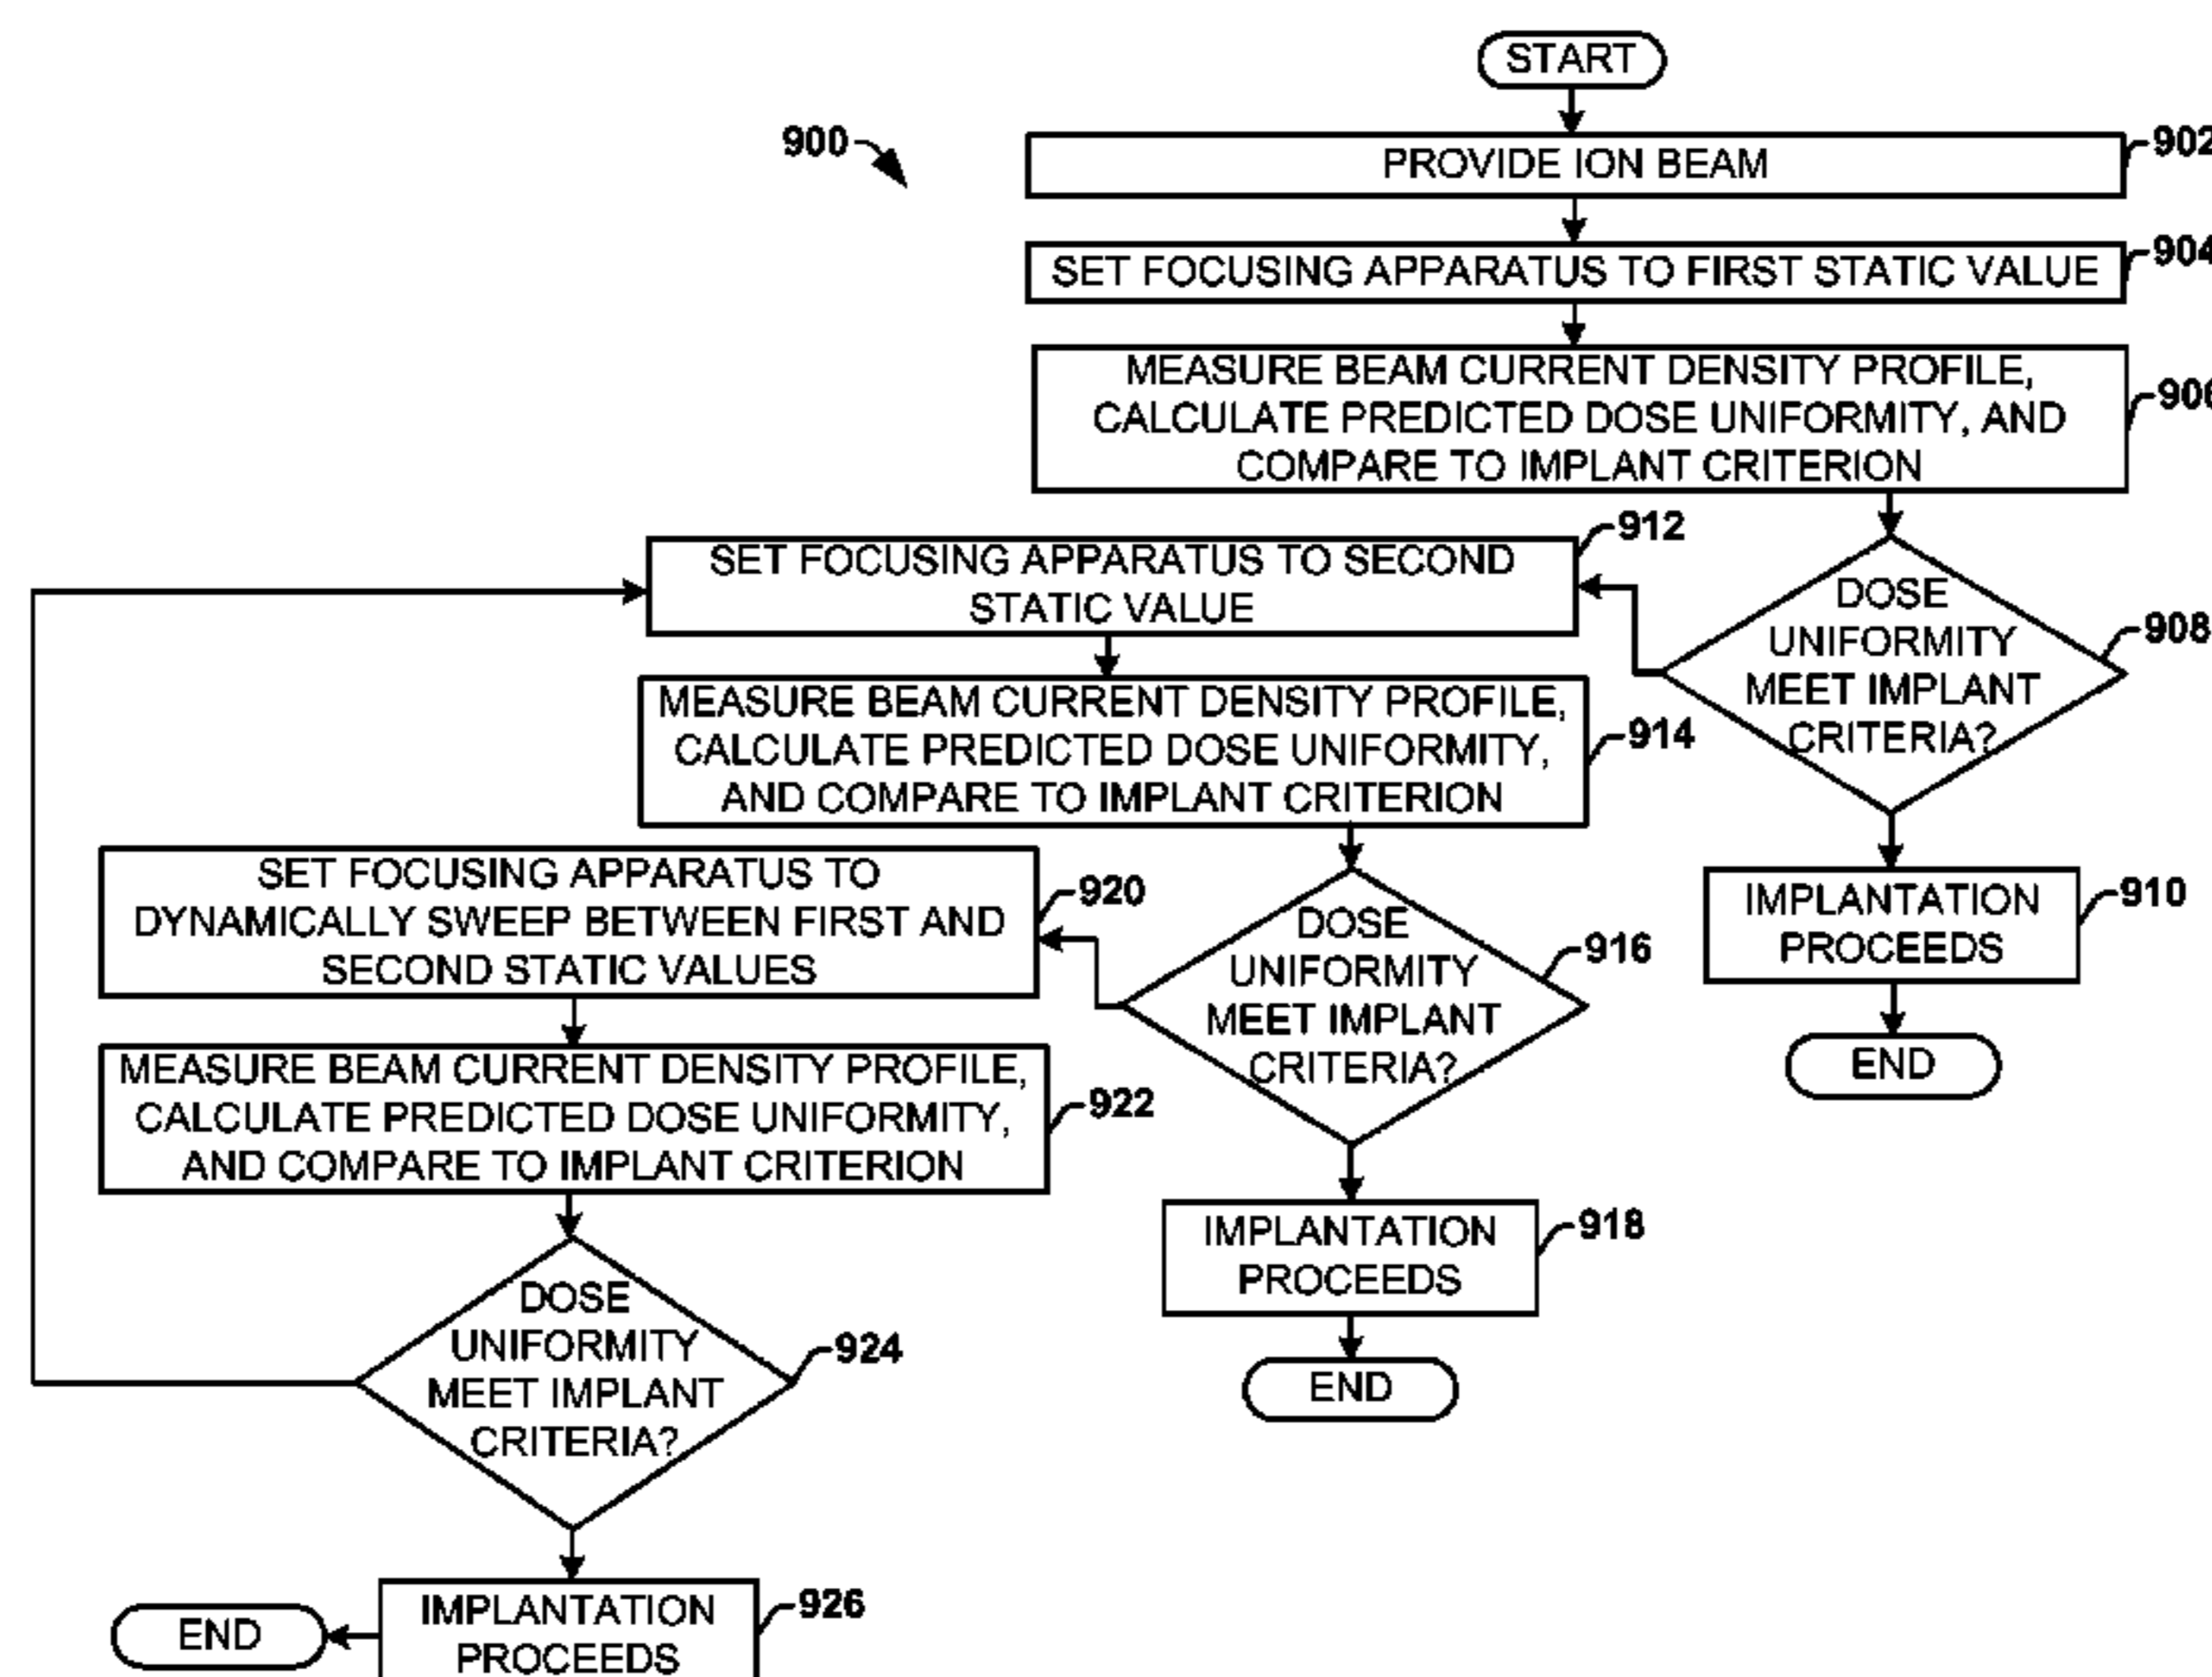 START
900
PROVIDE ION BEAM
902
SET FOCUSING APPARATUS TO FIRST STATIC VALUE
904
MEASURE BEAM CURRENT DENSITY PROFILE,
CALCULATE PREDICTED DOSE UNIFORMITY, AND
COMPARE TO IMPLANT CRITERION
906
DOSE
UNIFORMITY
MEET IMPLANT
CRITERIA?
908
IMPLANTATION
PROCEEDS
910
END
SET FOCUSING APPARATUS TO SECOND
STATIC VALUE
912
MEASURE BEAM CURRENT DENSITY PROFILE,
CALCULATE PREDICTED DOSE UNIFORMITY,
AND COMPARE TO IMPLANT CRITERION
914
DOSE
UNIFORMITY
MEET IMPLANT
CRITERIA?
916
IMPLANTATION
PROCEEDS
918
END
SET FOCUSING APPARATUS TO
DYNAMICALLY SWEEP BETWEEN FIRST AND
SECOND STATIC VALUES
920
MEASURE BEAM CURRENT DENSITY PROFILE,
CALCULATE PREDICTED DOSE UNIFORMITY,
AND COMPARE TO IMPLANT CRITERION
922
DOSE
UNIFORMITY
MEET IMPLANT
CRITERIA?
924
IMPLANTATION
PROCEEDS
926
END